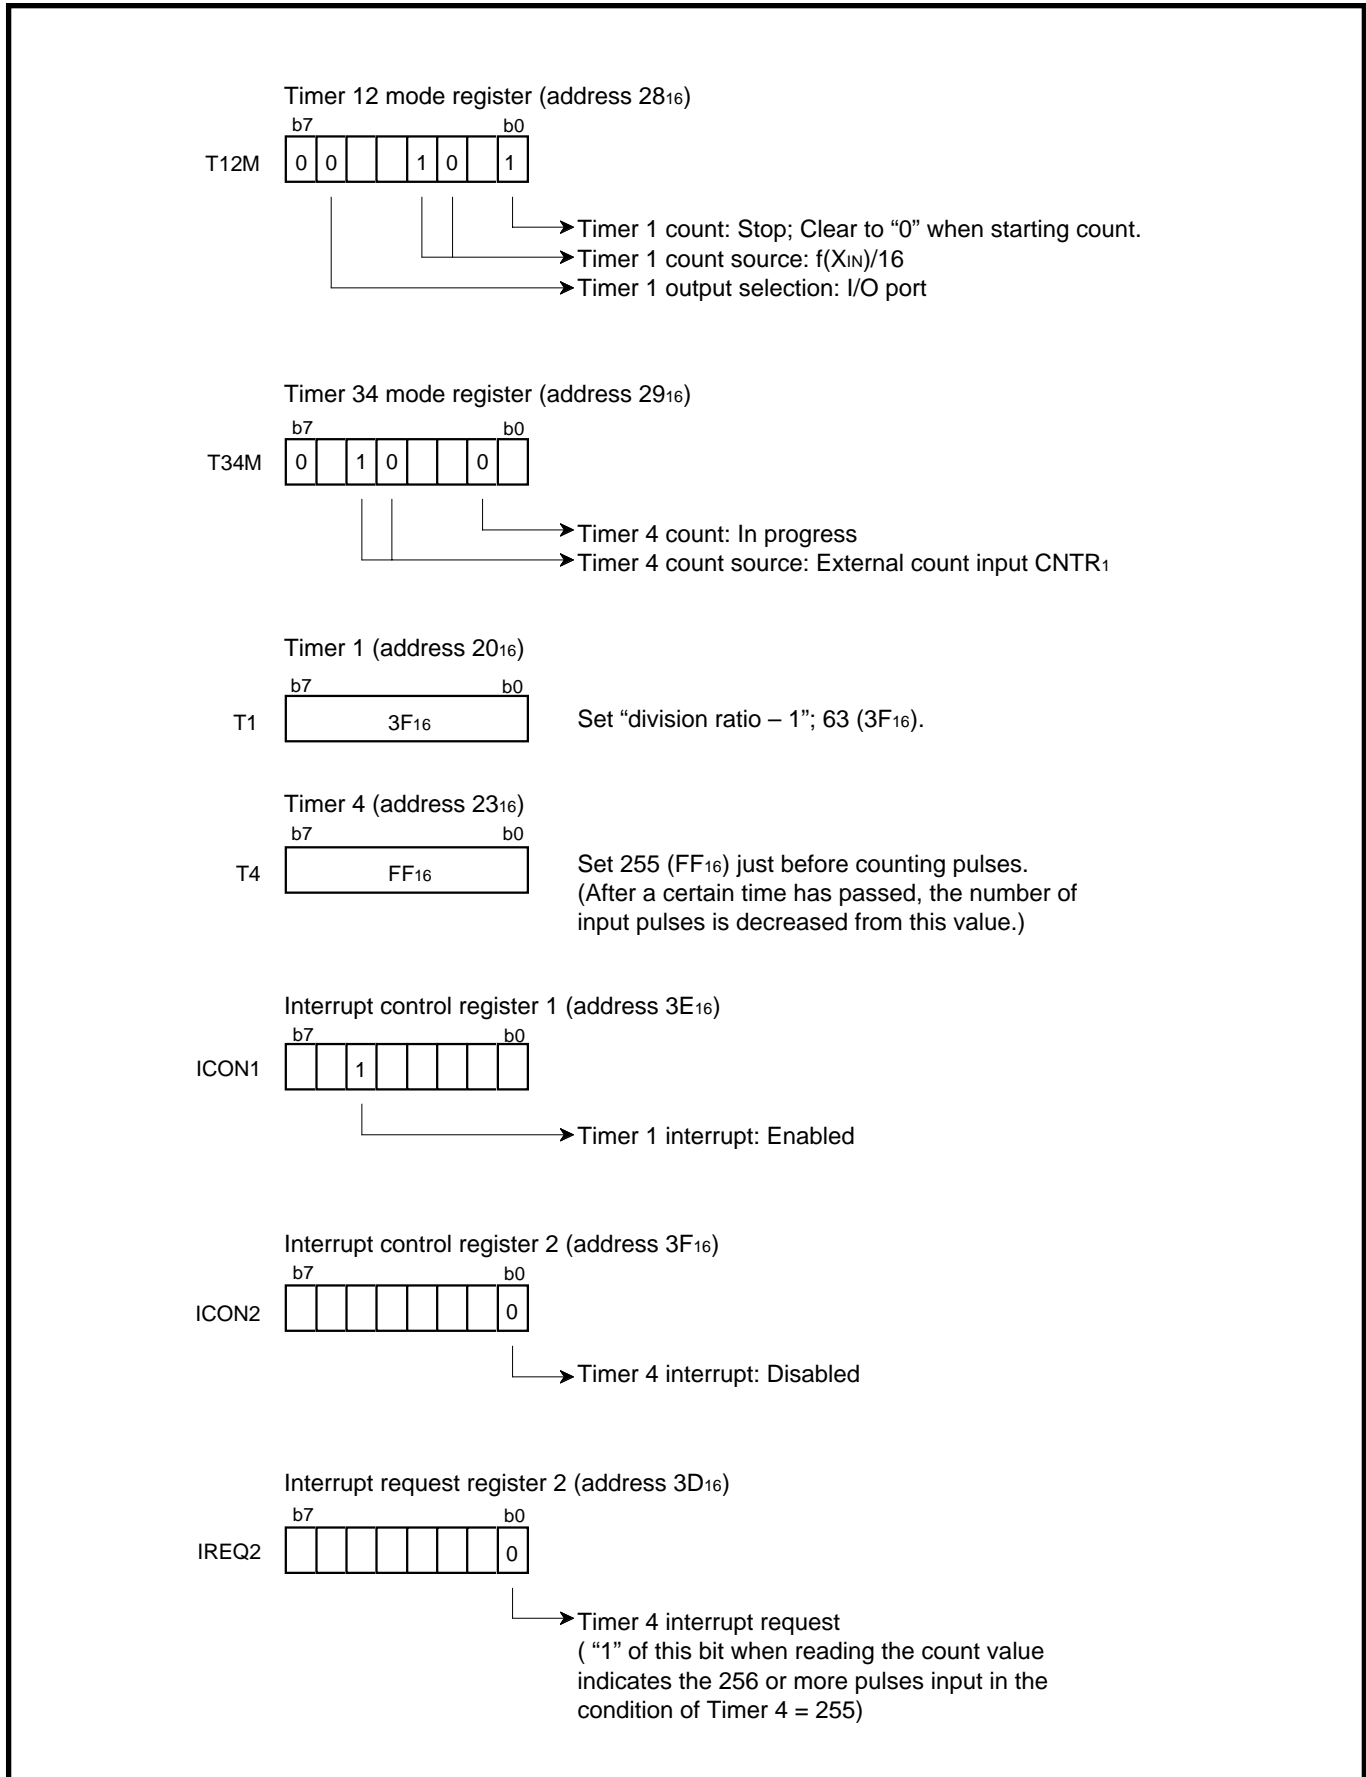 Timer 12 mode register (address 2816)
b7 b0
T12M 0 0 1 0 1
Timer 1 count: Stop; Clear to “0” when starting count.
Timer 1 count source: f(XIN)/16
Timer 1 output selection: I/O port
Timer 34 mode register (address 2916)
b7 b0
T34M 0 1 0 0
Timer 4 count: In progress
Timer 4 count source: External count input CNTR1
Timer 1 (address 2016)
b7 b0
T1 3F16 Set “division ratio – 1”; 63 (3F16).
Timer 4 (address 2316)
b7 b0
T4 FF16 Set 255 (FF16) just before counting pulses.
(After a certain time has passed, the number of
input pulses is decreased from this value.)
Interrupt control register 1 (address 3E16)
b7 b0
ICON1 1
Timer 1 interrupt: Enabled
Interrupt control register 2 (address 3F16)
b7 b0
ICON2 0
Timer 4 interrupt: Disabled
Interrupt request register 2 (address 3D16)
b7 b0
IREQ2 0
Timer 4 interrupt request
( “1” of this bit when reading the count value
indicates the 256 or more pulses input in the
condition of Timer 4 = 255)